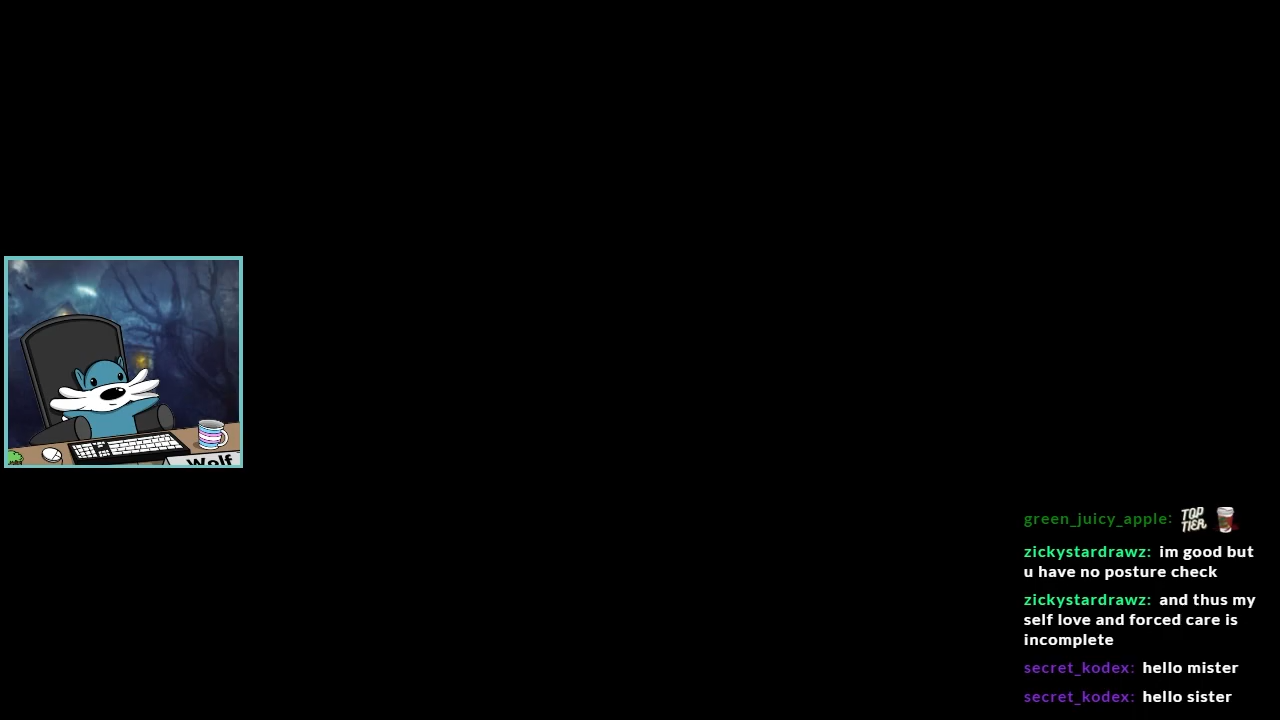 Wolf
green_juicy_apple: TOP TIER
zickystardrawz: im good but
u have no posture check
zickystardrawz: and thus my
self love and forced care is
incomplete
secret_kodex: hello mister
secret_kodex: hello sister